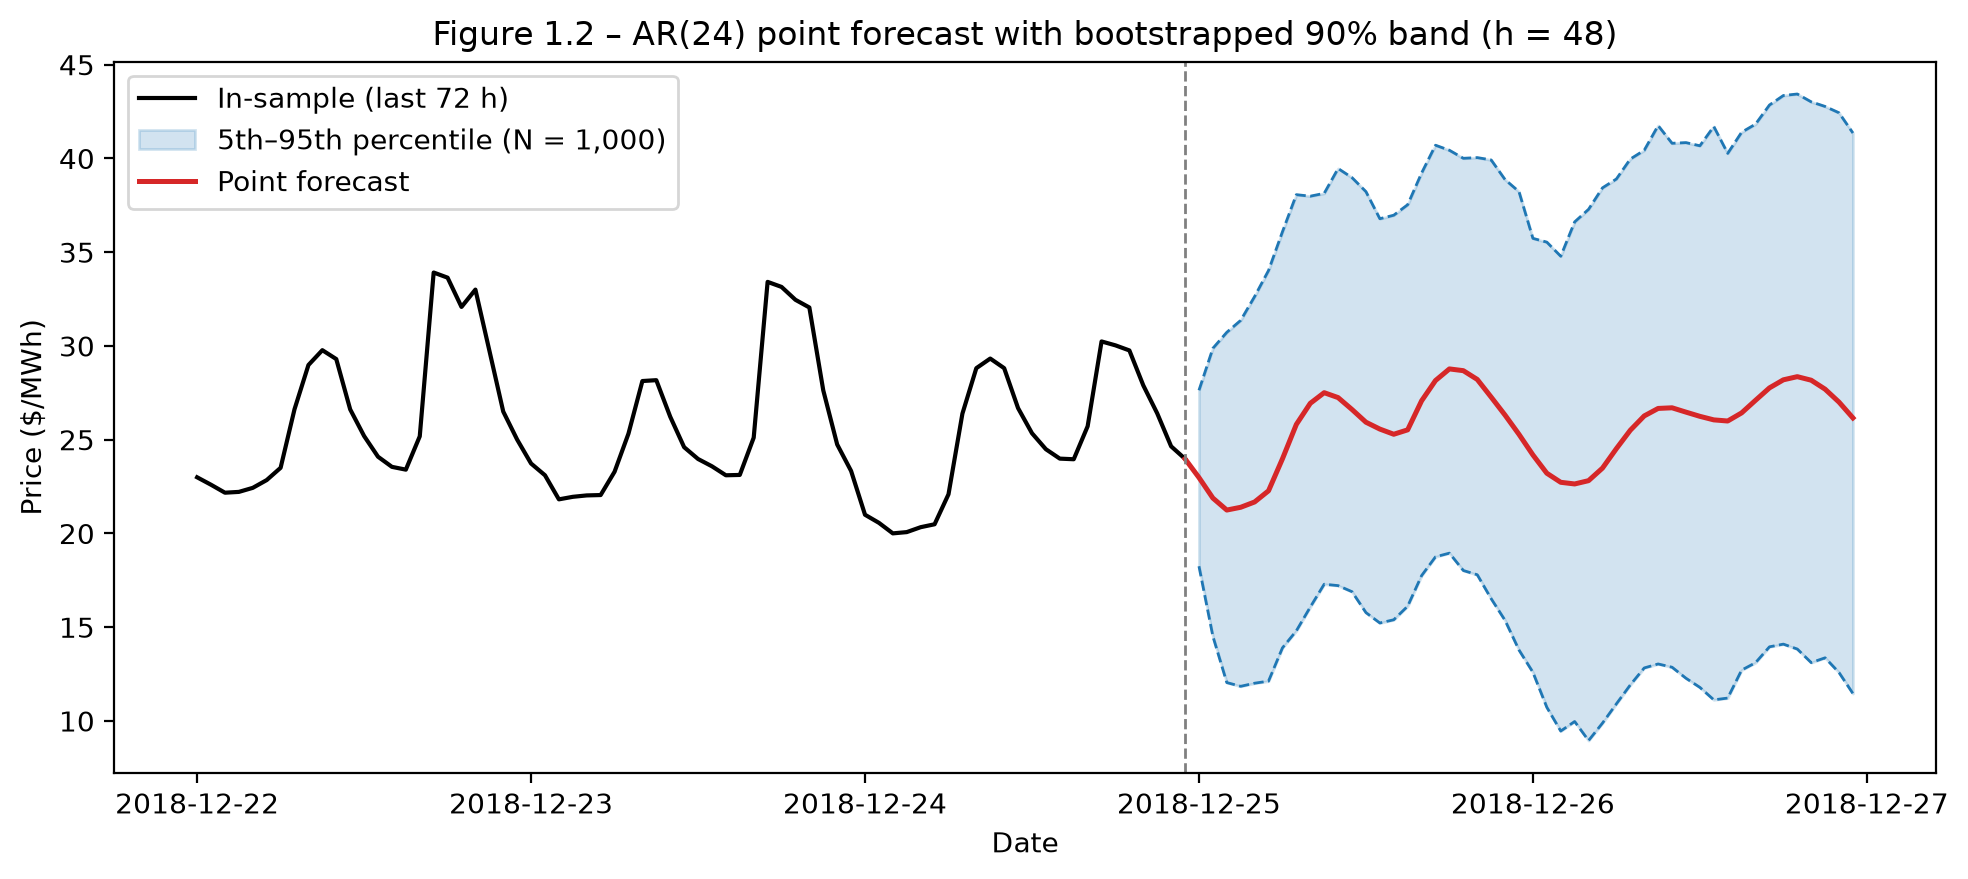 Figure 1.2 – AR(24) point forecast with bootstrapped 90% band (h = 48)
In-sample (last 72 h)
5th–95th percentile (N = 1,000)
Point forecast
Price ($/MWh)
45
40
35
30
25
20
15
10
2018-12-22
2018-12-23
2018-12-24
2018-12-25
2018-12-26
2018-12-27
Date